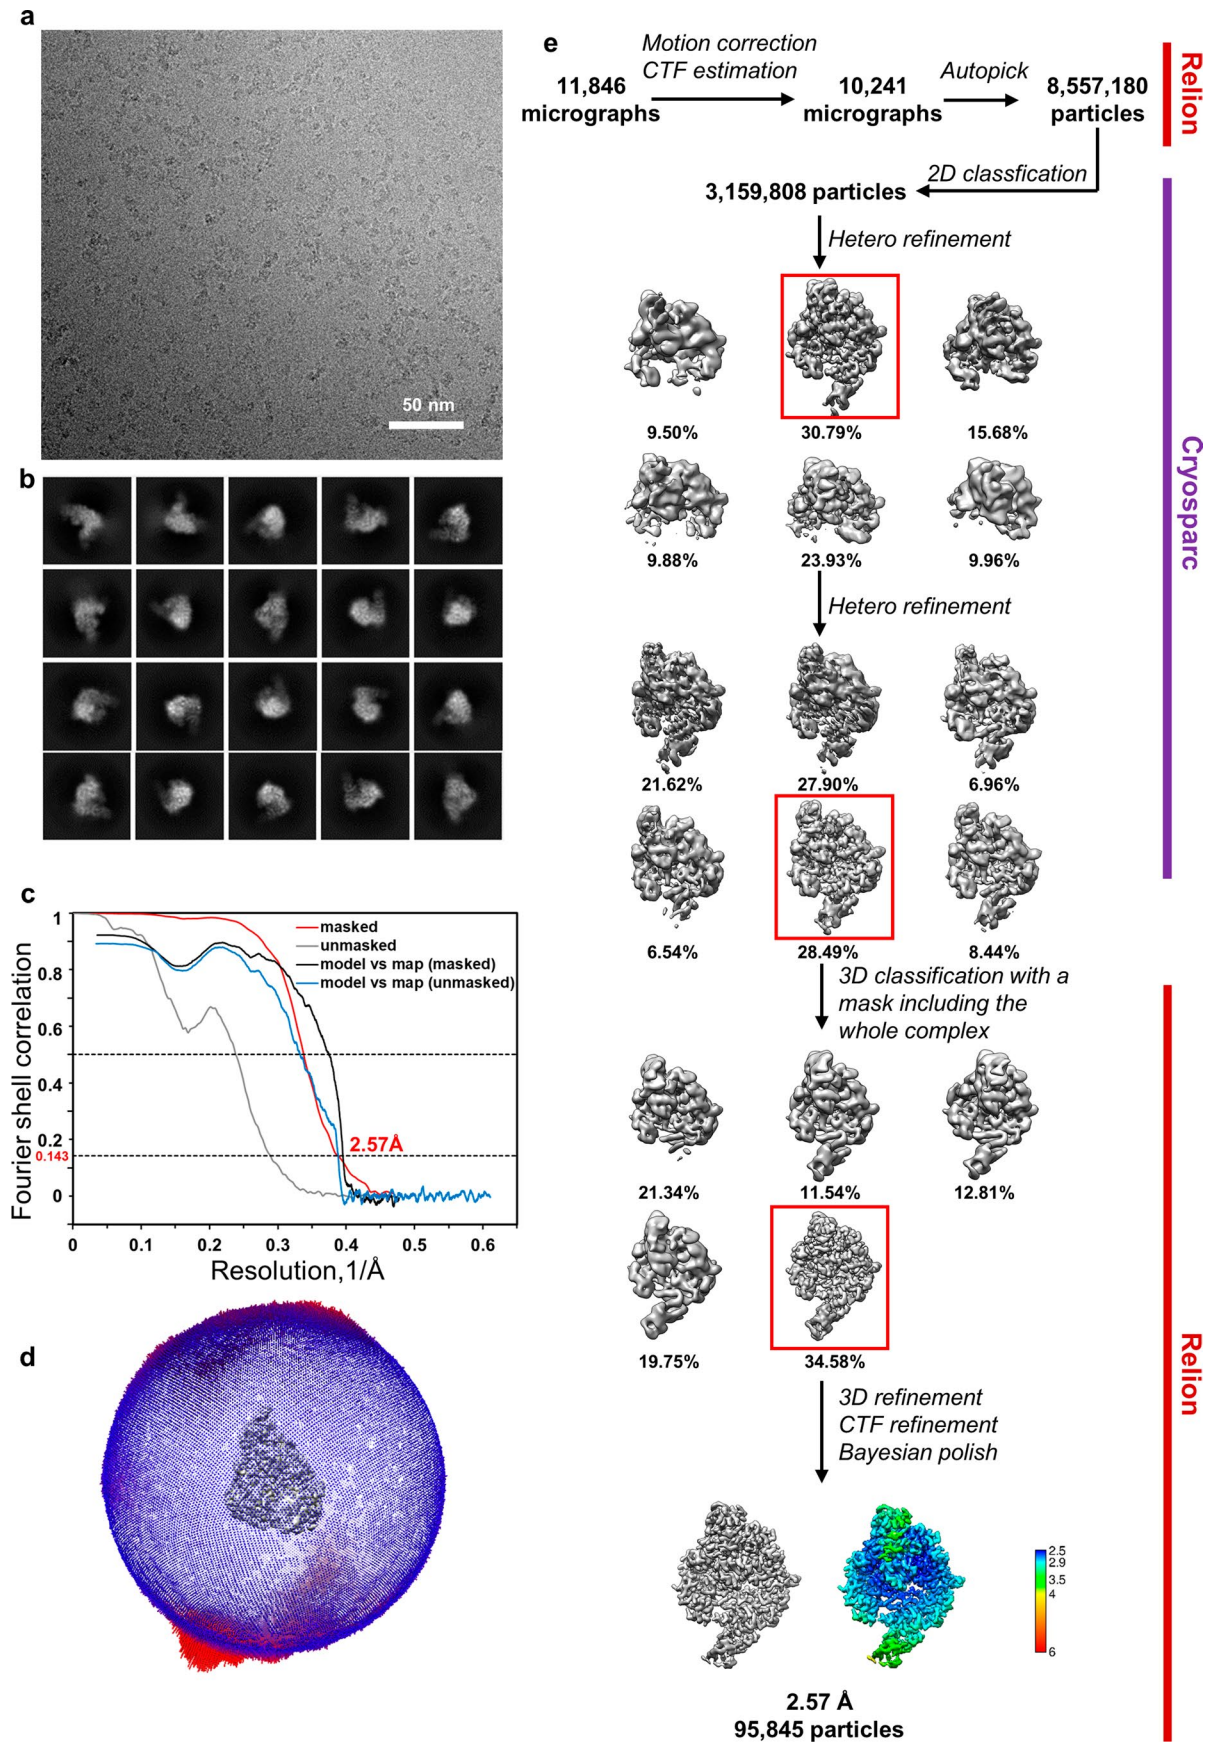 a
50 nm
b
c
Fourier shell correlation
1
0.8
0.6
0.4
0.2
0.143
0
masked
unmasked
model vs map (masked)
model vs map (unmasked)
2.57Å
0
0.1
0.2
0.3
0.4
0.5
0.6
Resolution,1/Å
d
e
Motion correction
CTF estimation
Autopick
11,846
micrographs
10,241
micrographs
8,557,180
particles
Relion
2D classfication
3,159,808 particles
Hetero refinement
9.50%
30.79%
15.68%
9.88%
23.93%
9.96%
Cryosparc
Hetero refinement
21.62%
27.90%
6.96%
6.54%
28.49%
8.44%
3D classification with a
mask including the
whole complex
21.34%
11.54%
12.81%
19.75%
34.58%
Relion
3D refinement
CTF refinement
Bayesian polish
2.5
2.9
3.5
4
6
2.57 Å
95,845 particles